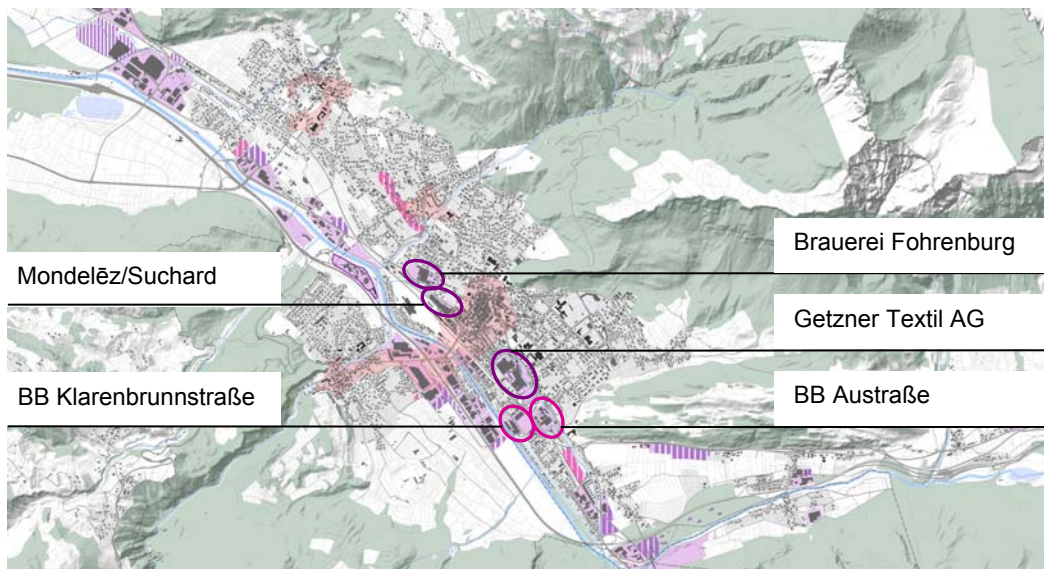 Brauerei Fohrenburg
Mondelēz/Suchard
Getzner Textil AG
BB Klarenbrunnstraße
BB Austraße